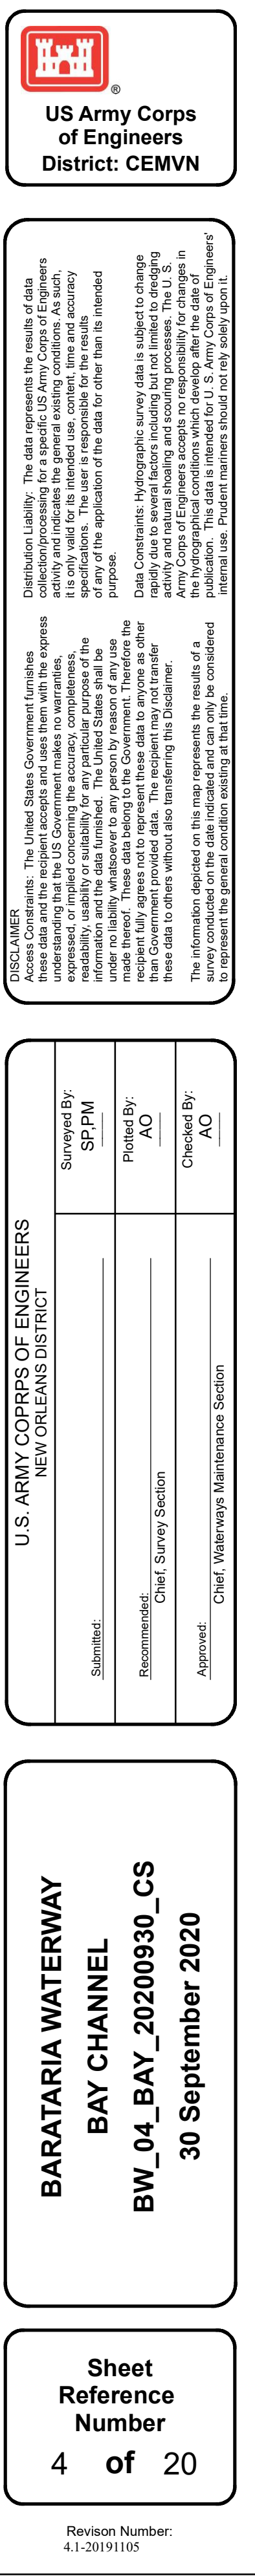 ®
US Army Corps
of Engineers
District: CEMVN
DISCLAIMER
Access Constraints: The United States Government furnishes
these data and the recipient accepts and uses them with the express
understanding that the US Government makes no warranties,
expressed, or implied concerning the accuracy, completeness,
readability, usability or suitability for any particular purpose of the
information and the data furnished. The United States shall be
under no liability whatsoever to any person by reason of any use
made thereof. These data belong to the Government. Therefore the
recipient fully agrees not to represent these data to anyone as other
than Government provided data. The recipient may not transfer
these data to others without also transferring this Disclaimer.
The information depicted on this map represents the results of a
survey conducted on the date indicated and can only be considered
to represent the general condition existing at that time.
Distribution Liability: The data represents the results of data
collection/processing for a specific US Army Corps of Engineers
activity and indicates the general existing conditions. As such,
it is only valid for its intended use, content, time and accuracy
specifications. The user is responsible for the results
of any of the application of the data for other than its intended
purpose.
Data Constraints: Hydrographic survey data is subject to change
rapidly due to several factors including but not limited to dredging
activity and natural shoaling and scouring processes. The U. S.
Army Corps of Engineers accepts no responsibility for changes in
the hydrographical conditions which develop after the date of
publication. This data is intended for U. S. Army Corps of Engineers'
internal use. Prudent mariners should not rely solely upon it.
U.S. ARMY COPRPS OF ENGINEERS
NEW ORLEANS DISTRICT
Submitted:
Surveyed By:
SP,PM
Recommended:
Chief, Survey Section
Plotted By:
AO
Approved:
Chief, Waterways Maintenance Section
Checked By:
AO
BARATARIA WATERWAY
BAY CHANNEL
BW_04_BAY_20200930_CS
30 September 2020
Sheet
Reference
Number
4 of 20
Revison Number:
4.1-20191105